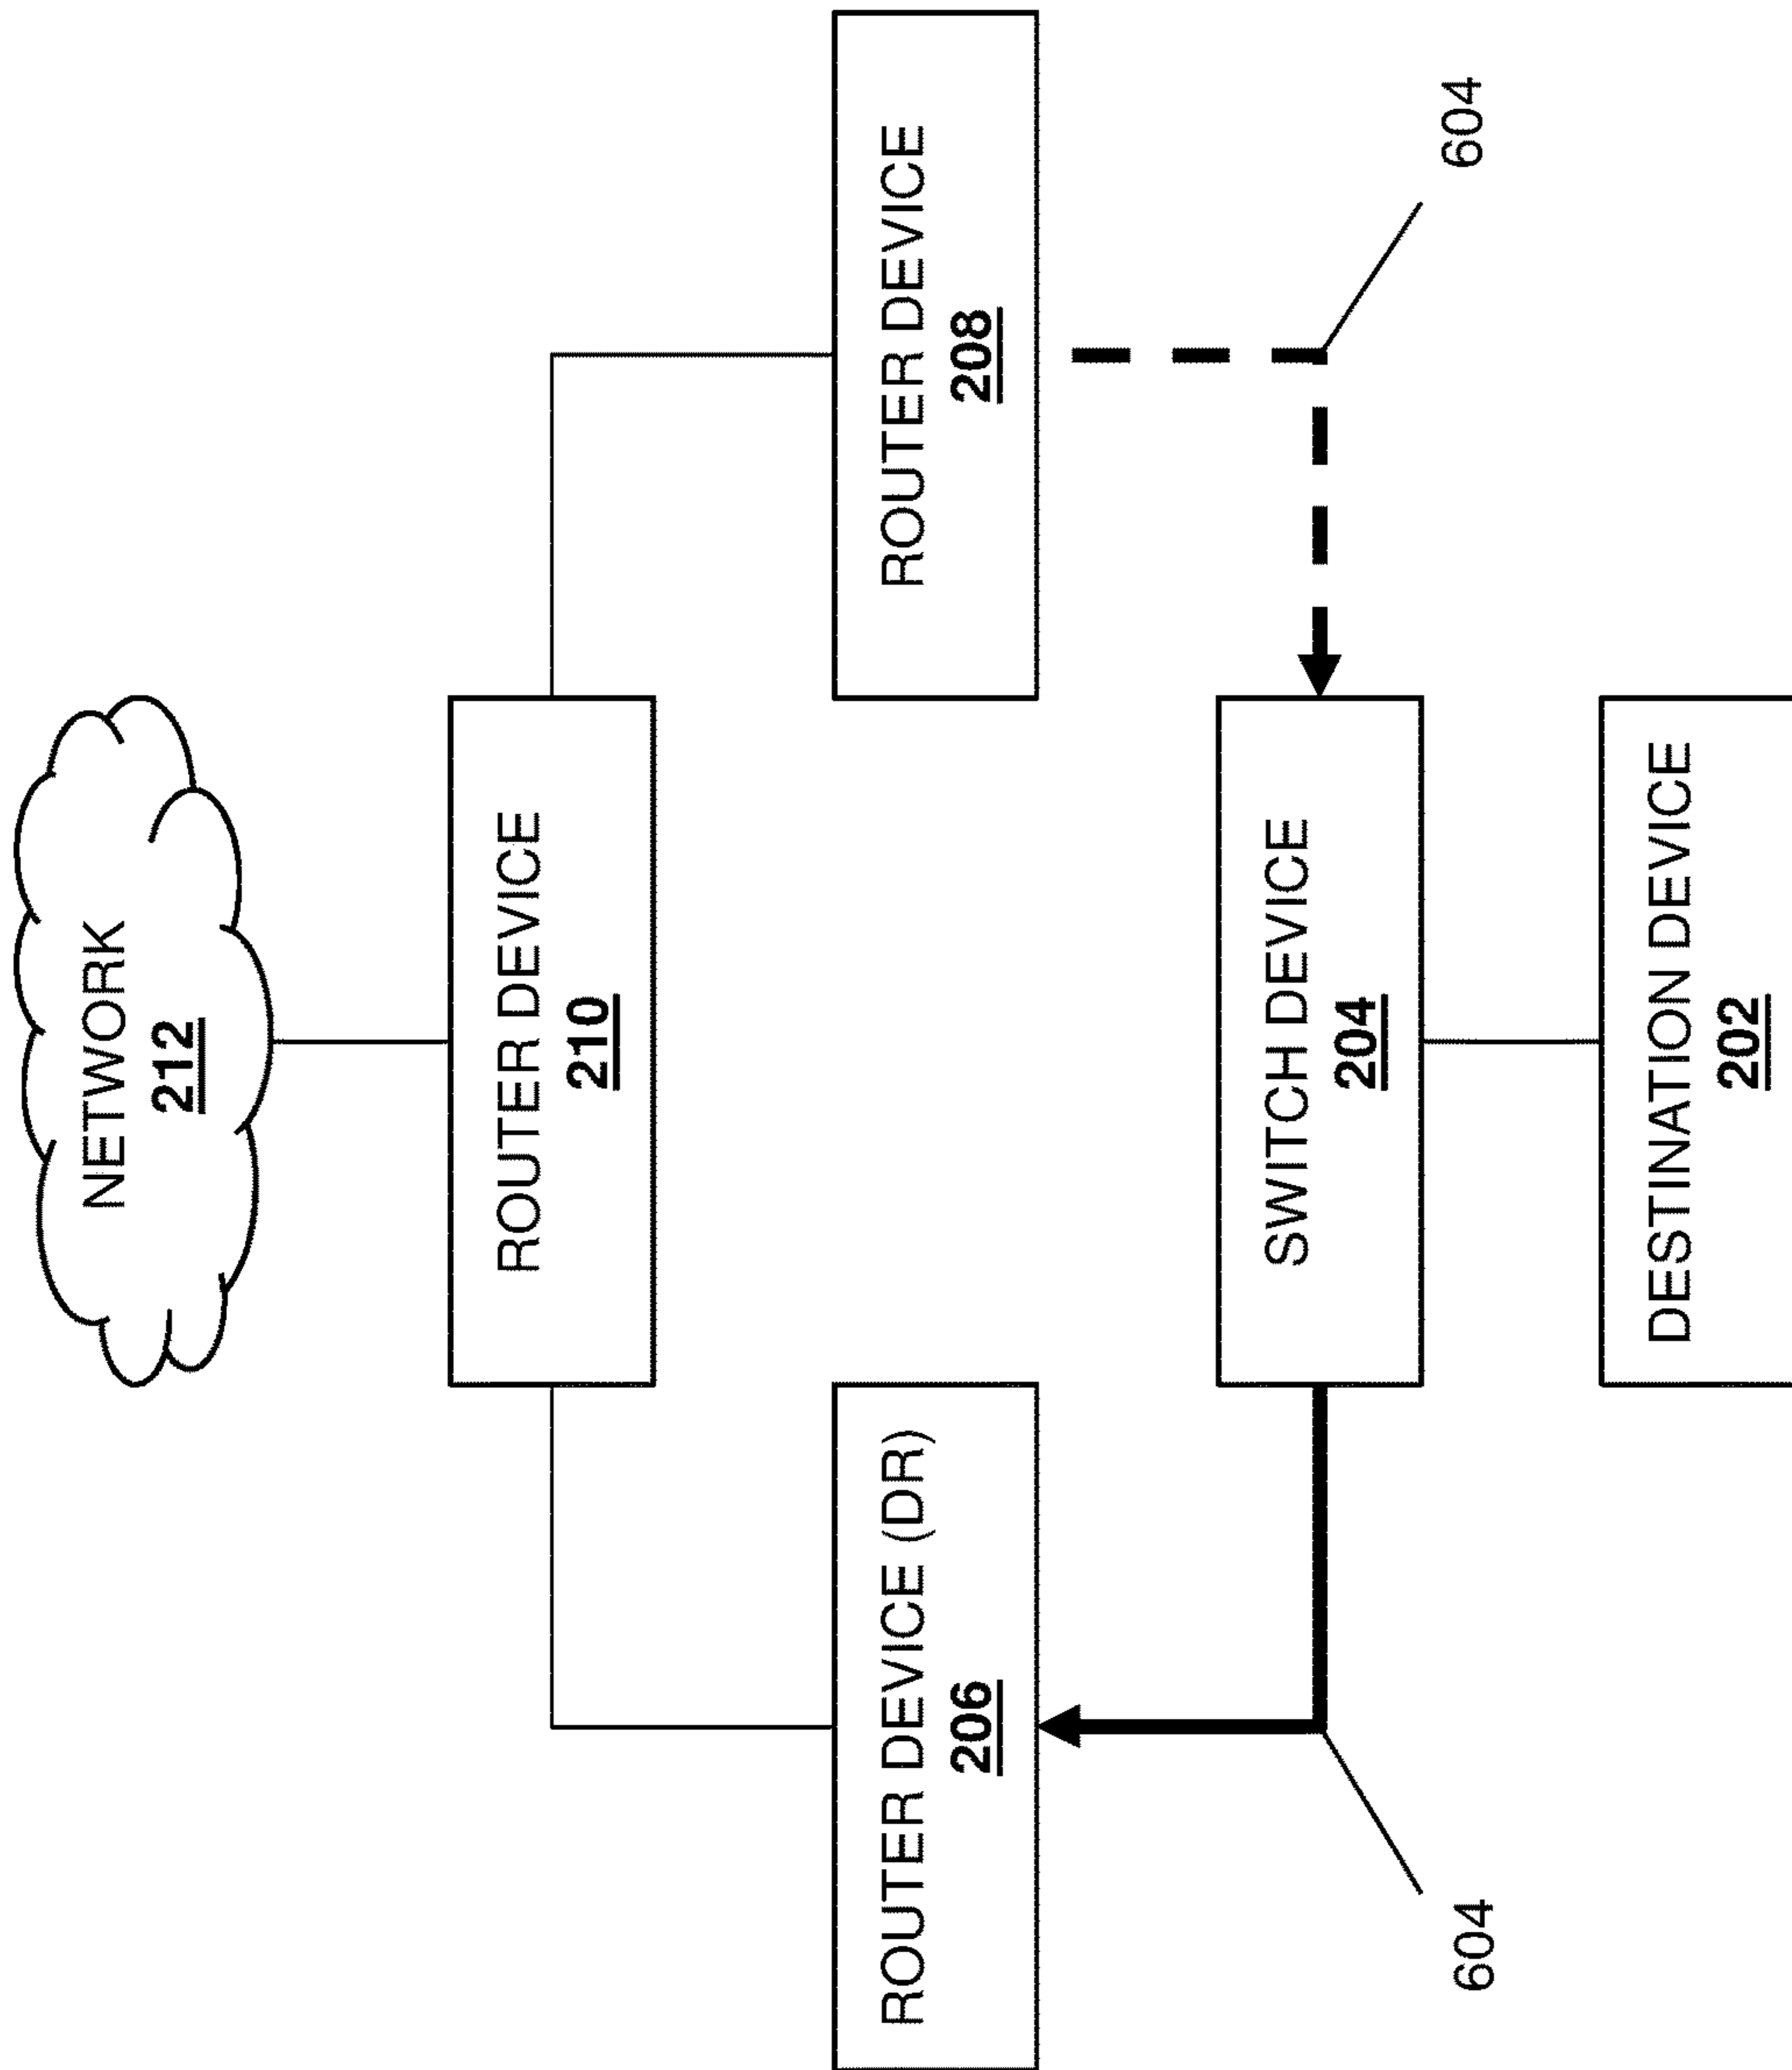 NETWORK
212
ROUTER DEVICE
210
ROUTER DEVICE (DR)
206
ROUTER DEVICE
208
SWITCH DEVICE
204
604
604
DESTINATION DEVICE
202